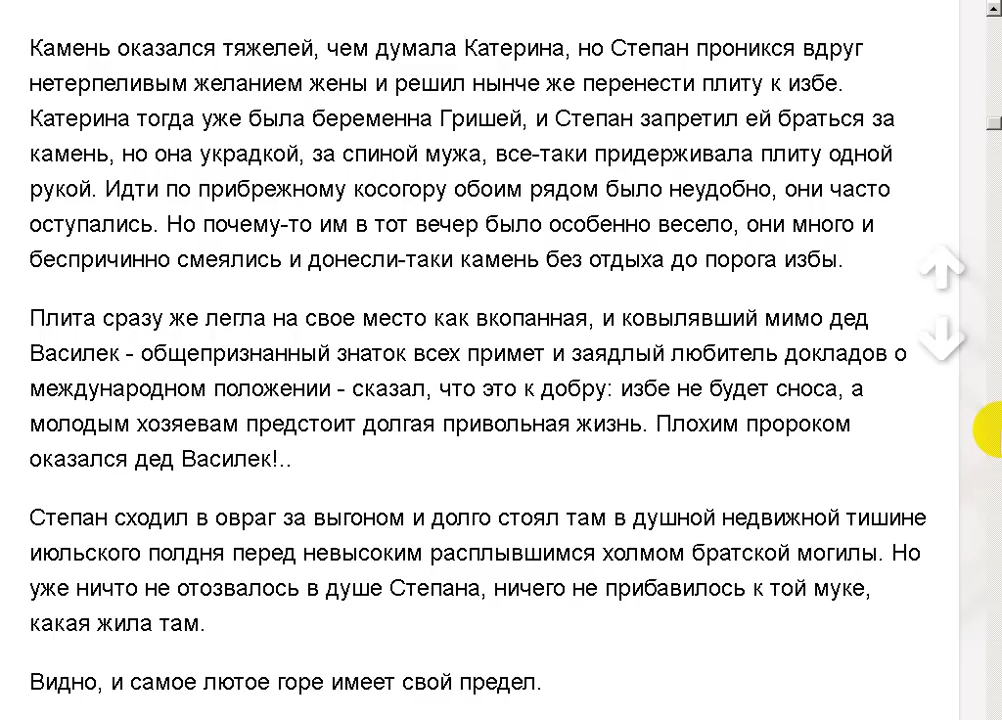 Камень оказался тяжелей, чем думала Катерина, но Степан проникся вдруг
нетерпеливым желанием жены и решил нынче же перенести плиту к избе.
Катерина тогда уже была беременна Гришей, и Степан запретил ей браться за
камень, но она украдкой, за спиной мужа, все-таки придерживала плиту одной
рукой. Идти по прибрежному косогору обоим рядом было неудобно, они часто
оступались. Но почему-то им в тот вечер было особенно весело, они много и
беспричинно смеялись и донесли-таки камень без отдыха до порога избы.
Плита сразу же легла на свое место как вкопанная, и ковылявший мимо дед
Василек - общепризнанный знаток всех примет и заядлый любитель докладов о
международном положении - сказал, что это к добру: избе не будет сноса, а
молодым хозяевам предстоит долгая привольная жизнь. Плохим пророком
оказался дед Василек!..
Степан сходил в овраг за выгоном и долго стоял там в душной недвижной тишине
июльского полдня перед невысоким расплывшимся холмом братской могилы. Но
уже ничто не отозвалось в душе Степана, ничего не прибавилось к той муке,
какая жила там.
Видно, и самое лютое горе имеет свой предел.